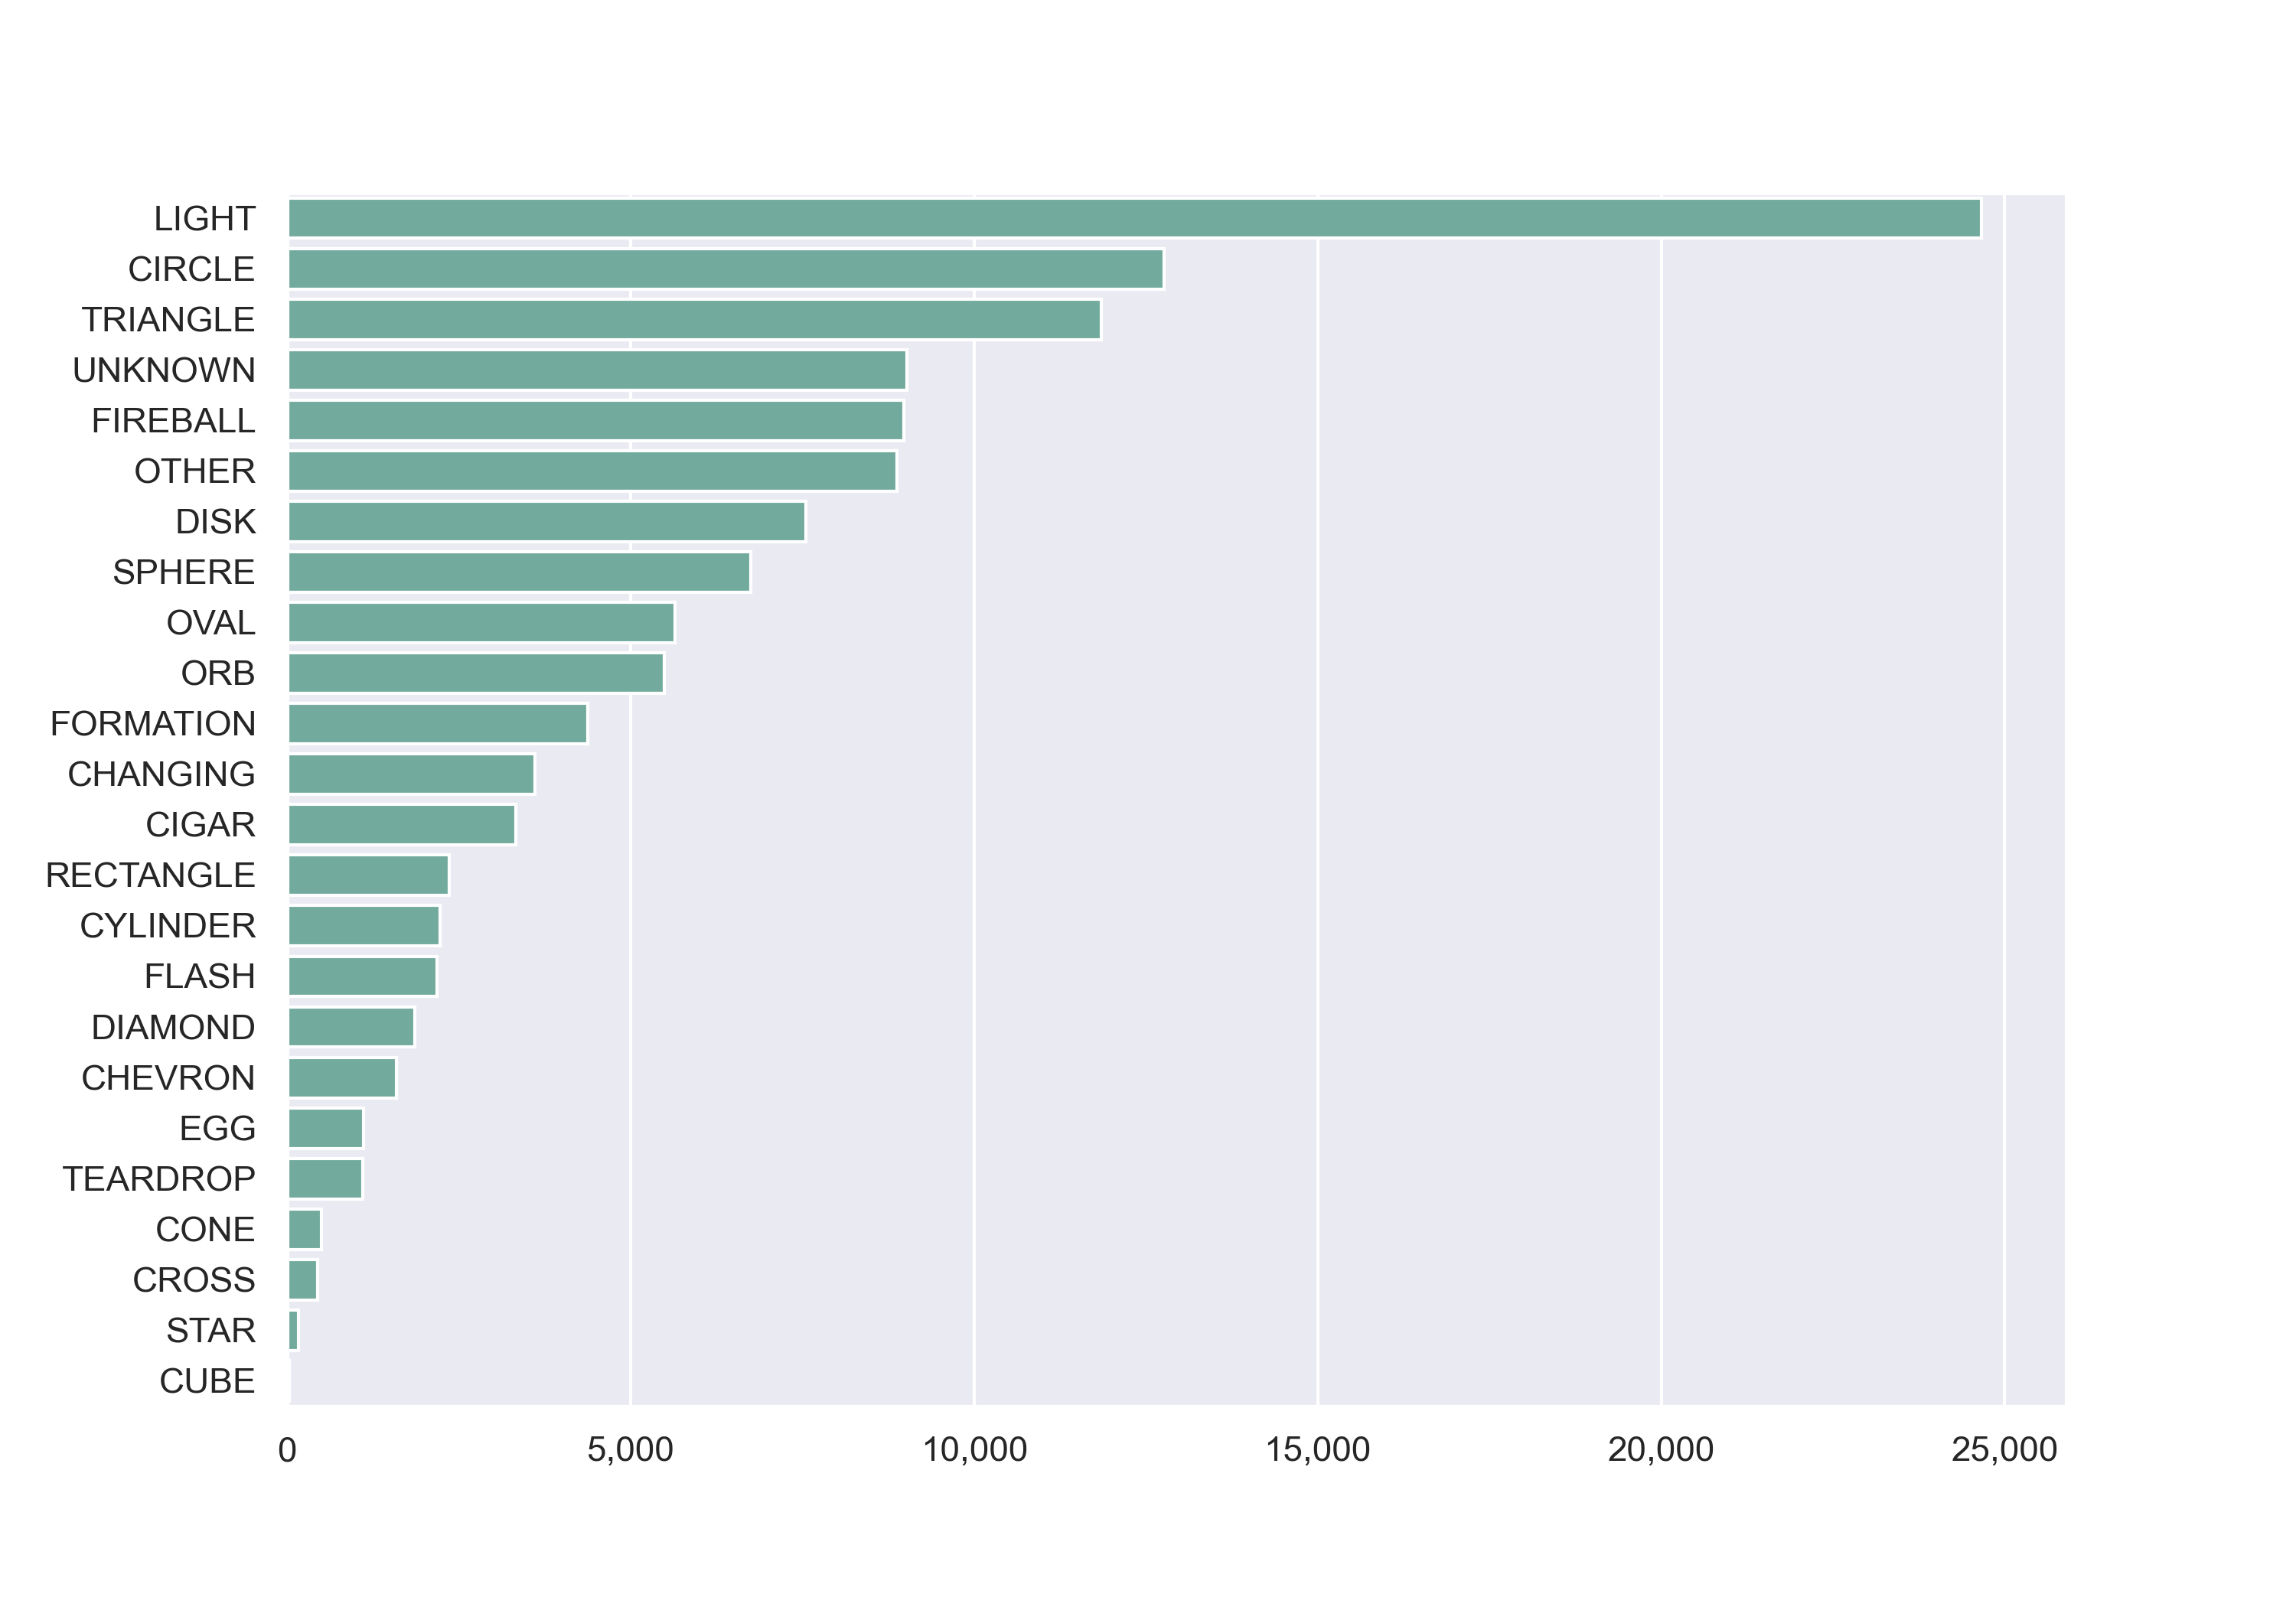 LIGHT
CIRCLE
TRIANGLE
UNKNOWN
FIREBALL
OTHER
DISK
SPHERE
OVAL
ORB
FORMATION
CHANGING
CIGAR
RECTANGLE
CYLINDER
FLASH
DIAMOND
CHEVRON
EGG
TEARDROP
CONE
CROSS
STAR
CUBE
0 5,000 10,000 15,000 20,000 25,000